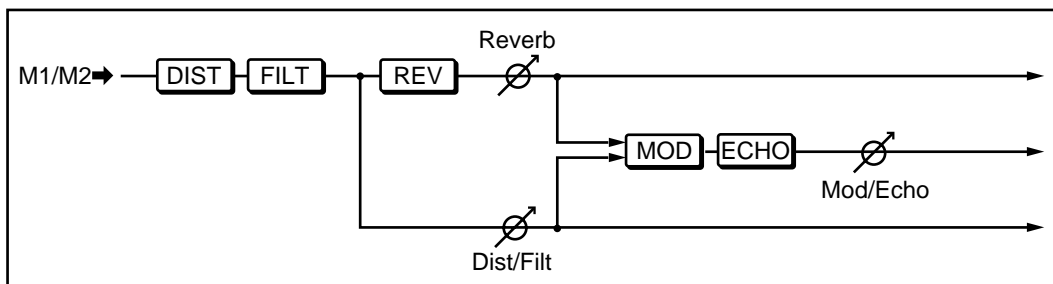 Reverb
M1/M2
DIST
FILT
REV
MOD
ECHO
Mod/Echo
Dist/Filt